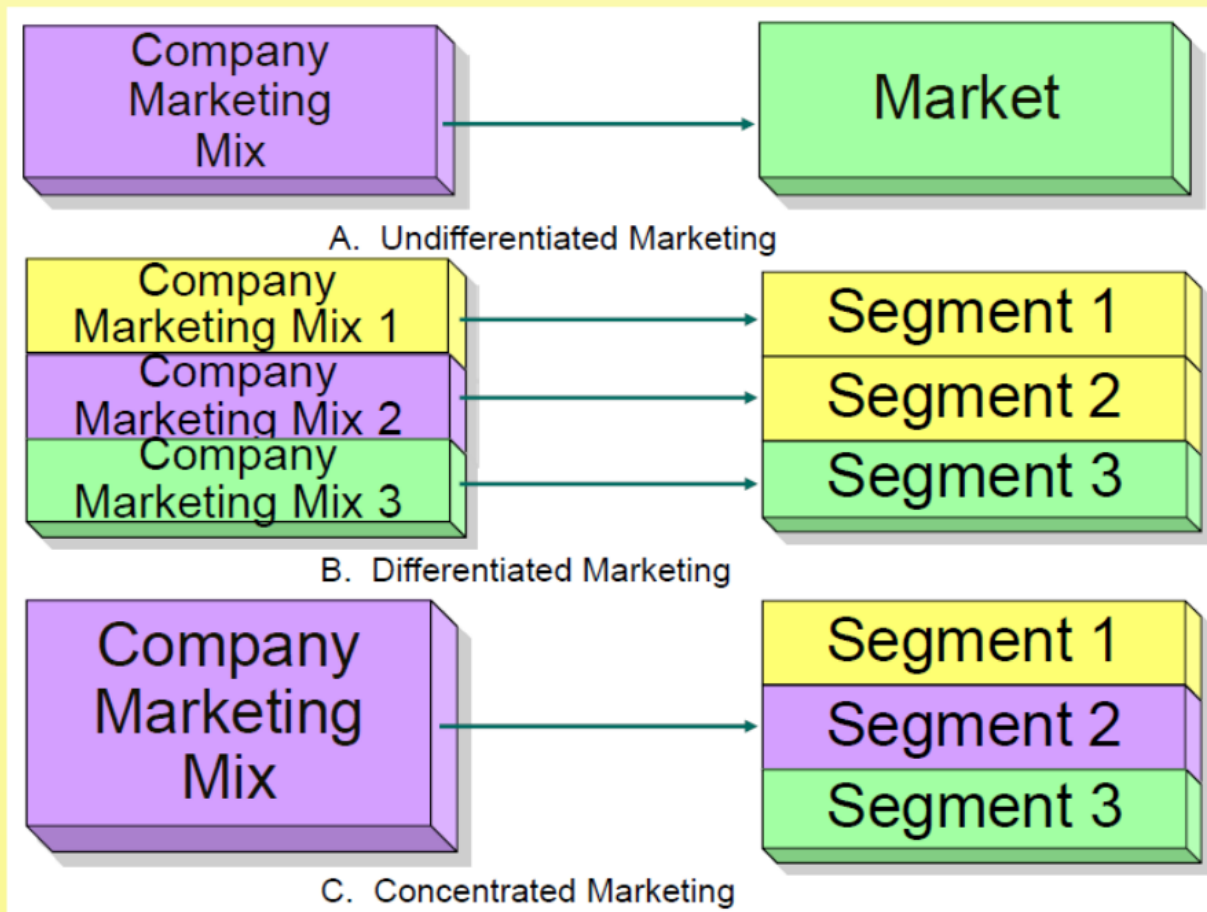 Company
Marketing
Mix
Market
A. Undifferentiated Marketing
Company
Marketing Mix 1
Segment 1
Company
Marketing Mix 2
Segment 2
Company
Marketing Mix 3
Segment 3
B. Differentiated Marketing
Company
Marketing
Mix
Segment 1
Segment 2
Segment 3
C. Concentrated Marketing